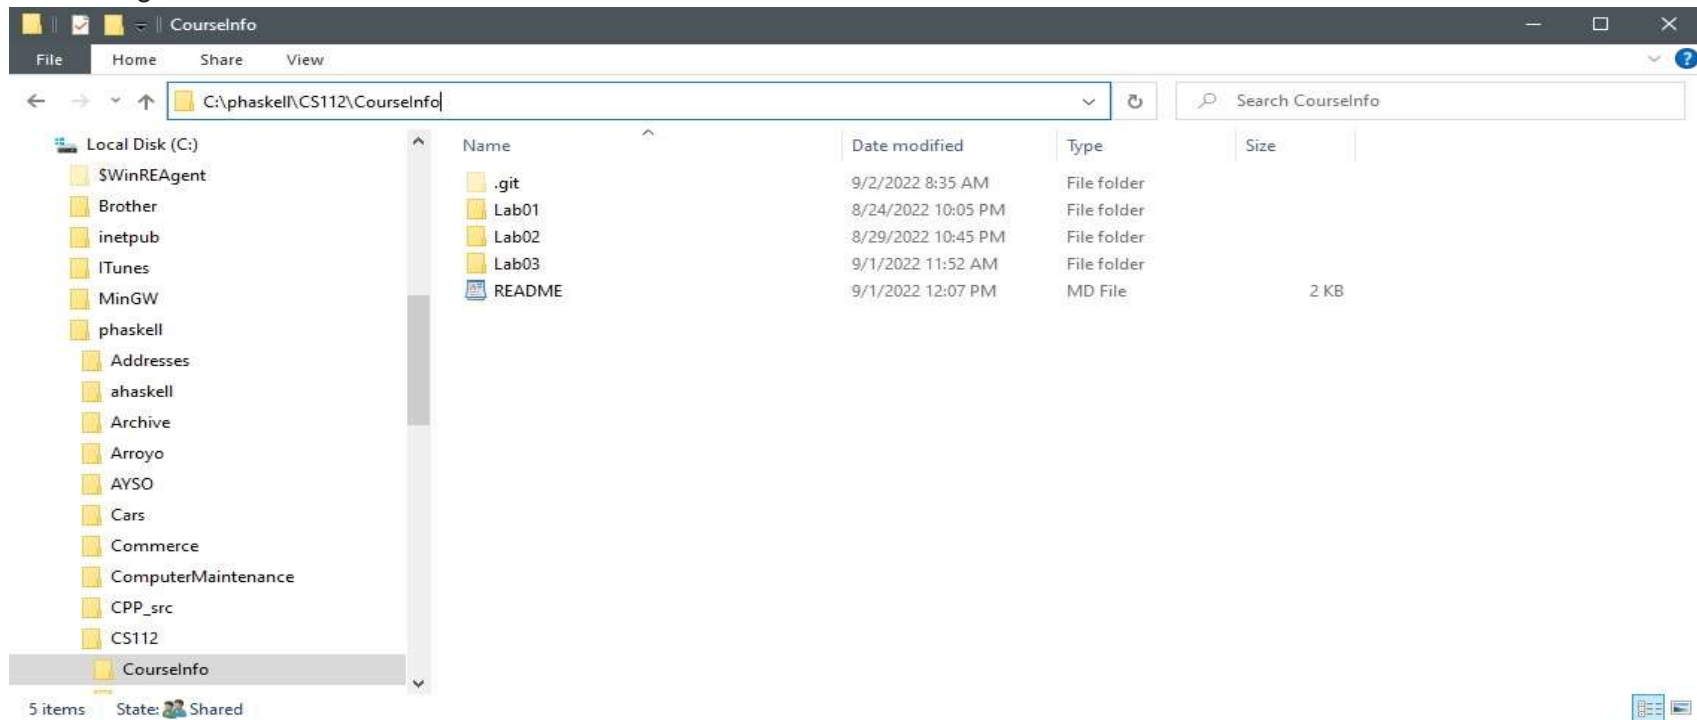 CourseInfo
File Home Share View
C:\phaskell\CS112\CourseInfo Search CourseInfo
Local Disk (C:)
$WinREAgent
Brother
inetpub
ITunes
MinGW
phaskell
Addresses
ahaskell
Archive
Arroyo
AYSO
Cars
Commerce
ComputerMaintenance
CPP_src
CS112
CourseInfo
Name Date modified Type Size
.git 9/2/2022 8:35 AM File folder
Lab01 8/24/2022 10:05 PM File folder
Lab02 8/29/2022 10:45 PM File folder
Lab03 9/1/2022 11:52 AM File folder
README 9/1/2022 12:07 PM MD File 2 KB
5 items State: Shared